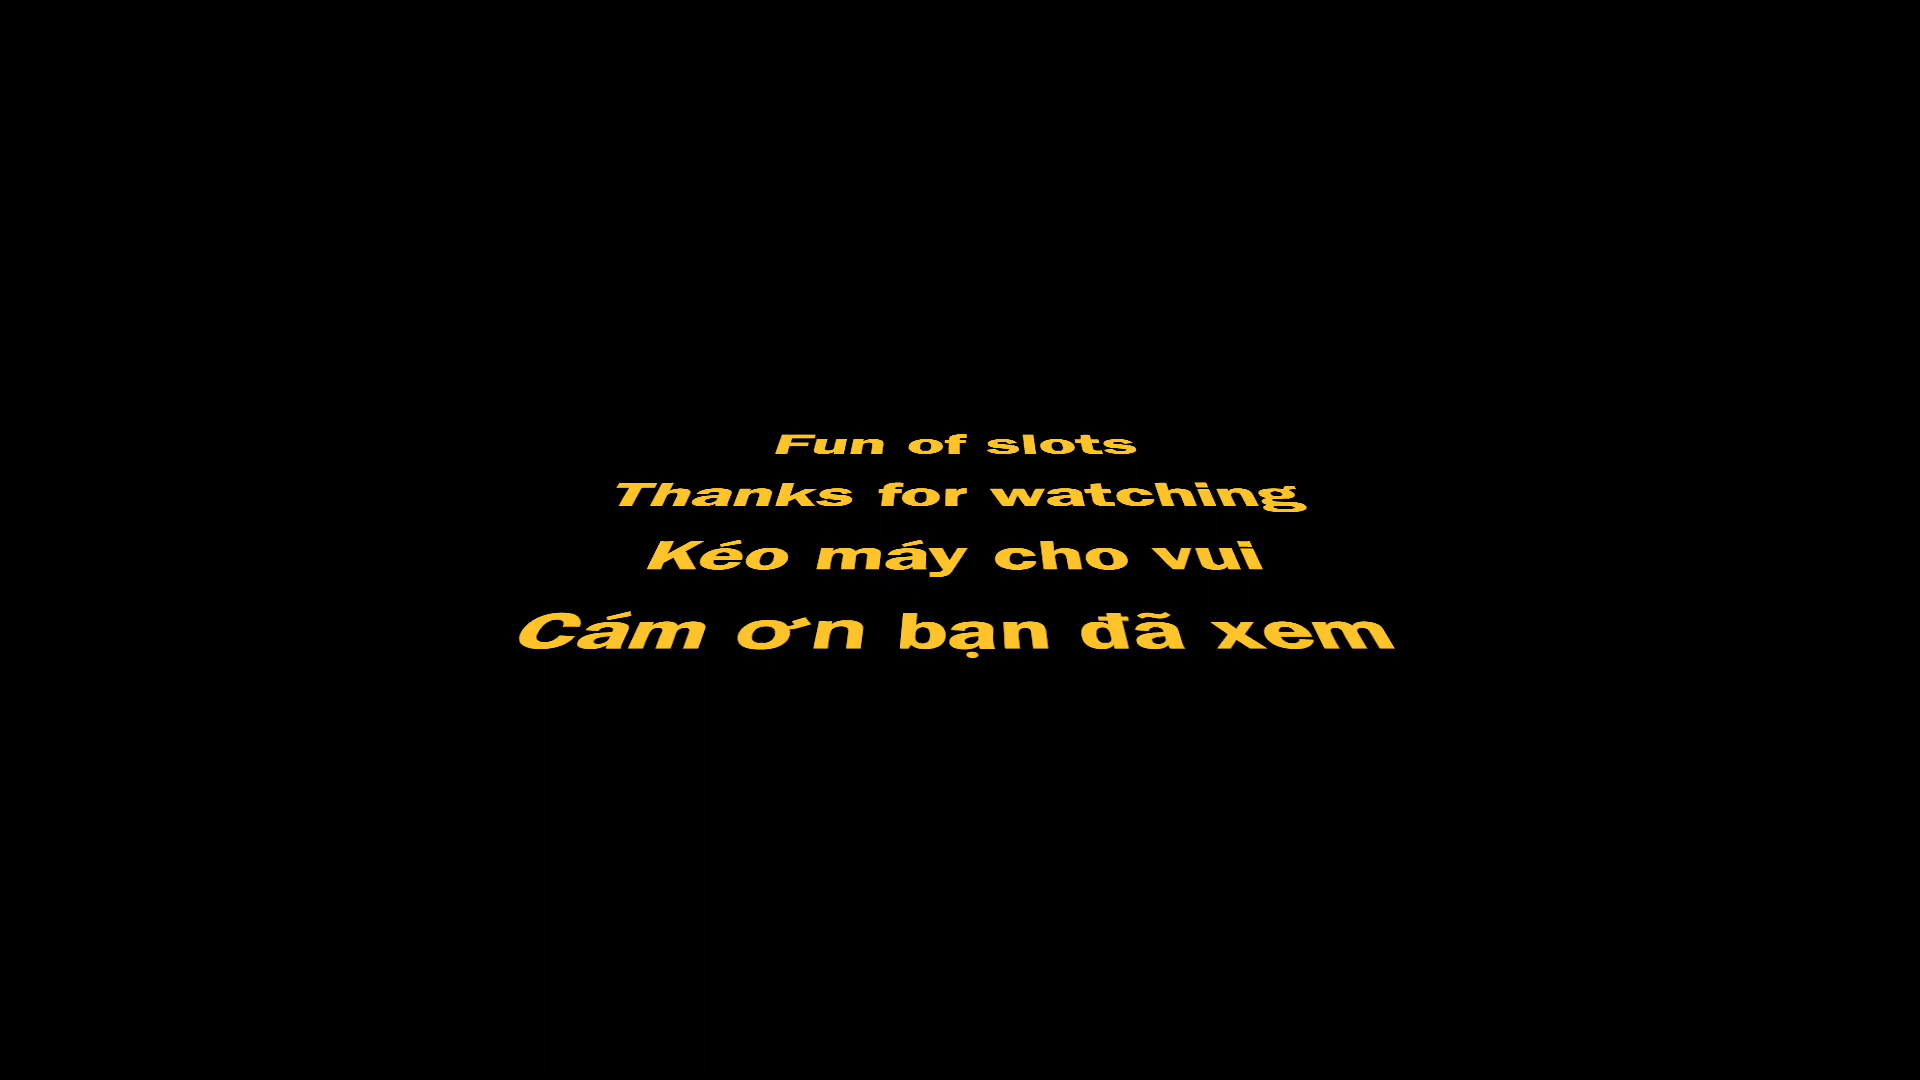 Fun of slots
Thanks for watching
Kéo máy cho vui
Cám ơn bạn đã xem